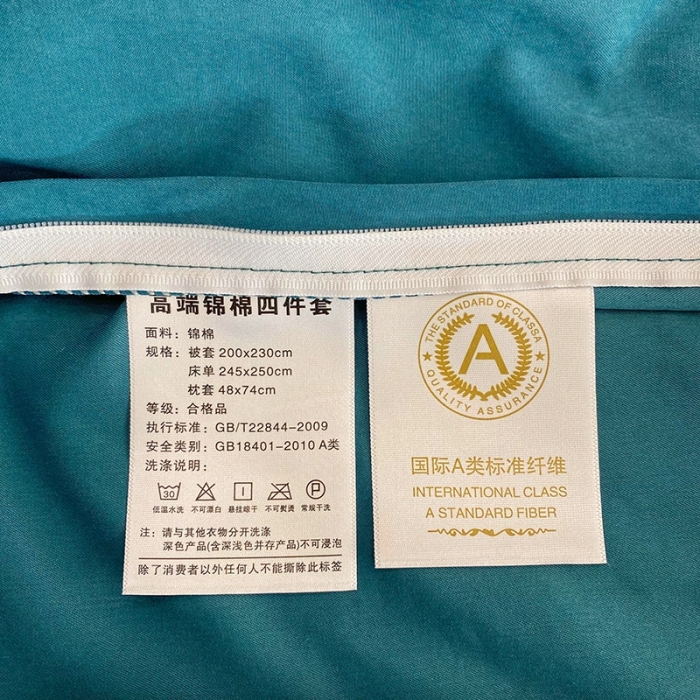 高端锦棉四件套
面料：锦棉
规格：被套 200x230cm
床单 245x250cm
枕套 48x74cm
等级：合格品
执行标准：GB/T22844-2009
安全类别：GB18401-2010 A类
洗涤说明：
30 P
低温水洗 不可漂白 悬挂晾干 不可熨烫 常规干洗
注：请与其他衣物分开洗涤
深色产品(含深浅色并存产品)不可浸泡
除了消费者以外任何人不能撕除此标签
THE STANDARD OF CLASSA
A
QUALITY ASSURANCE
国际A类标准纤维
INTERNATIONAL CLASS
A STANDARD FIBER